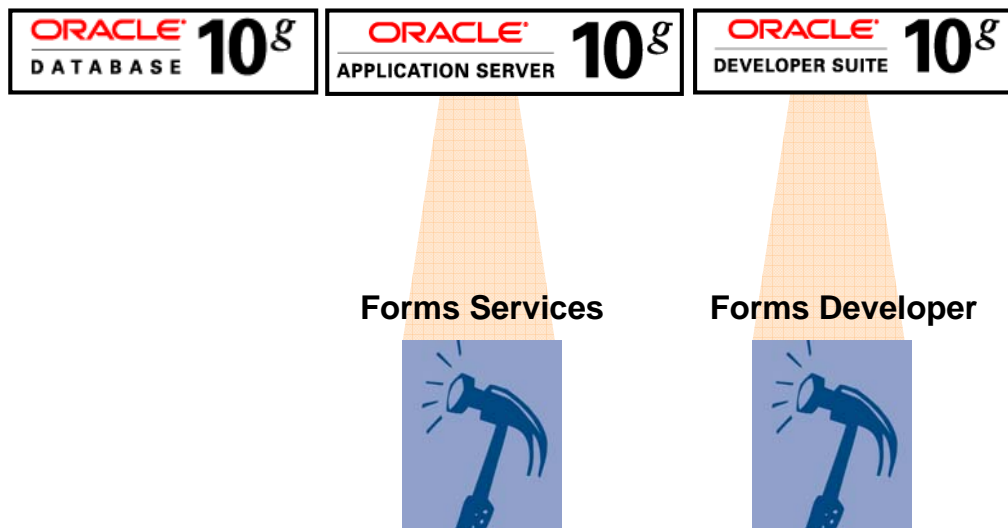 ORACLE®
DATABASE 10g
ORACLE®
APPLICATION SERVER 10g
ORACLE®
DEVELOPER SUITE 10g
Forms Services
Forms Developer